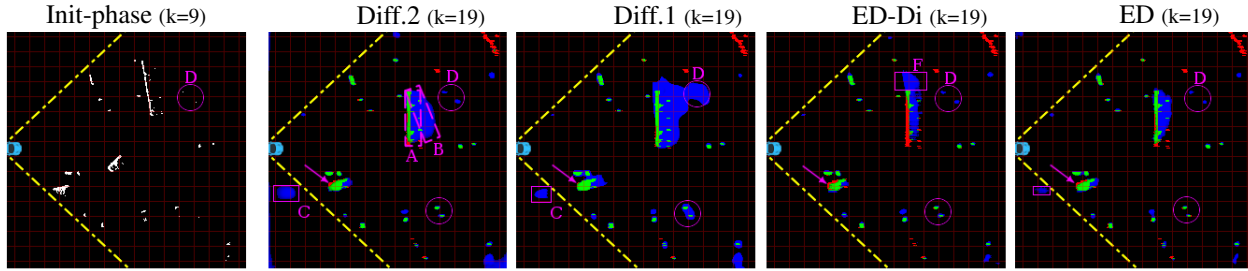 Init-phase (k=9)
Diff.2 (k=19)
Diff.1 (k=19)
ED-Di (k=19)
ED (k=19)
D
D
A
B
C
D
C
F
D
D